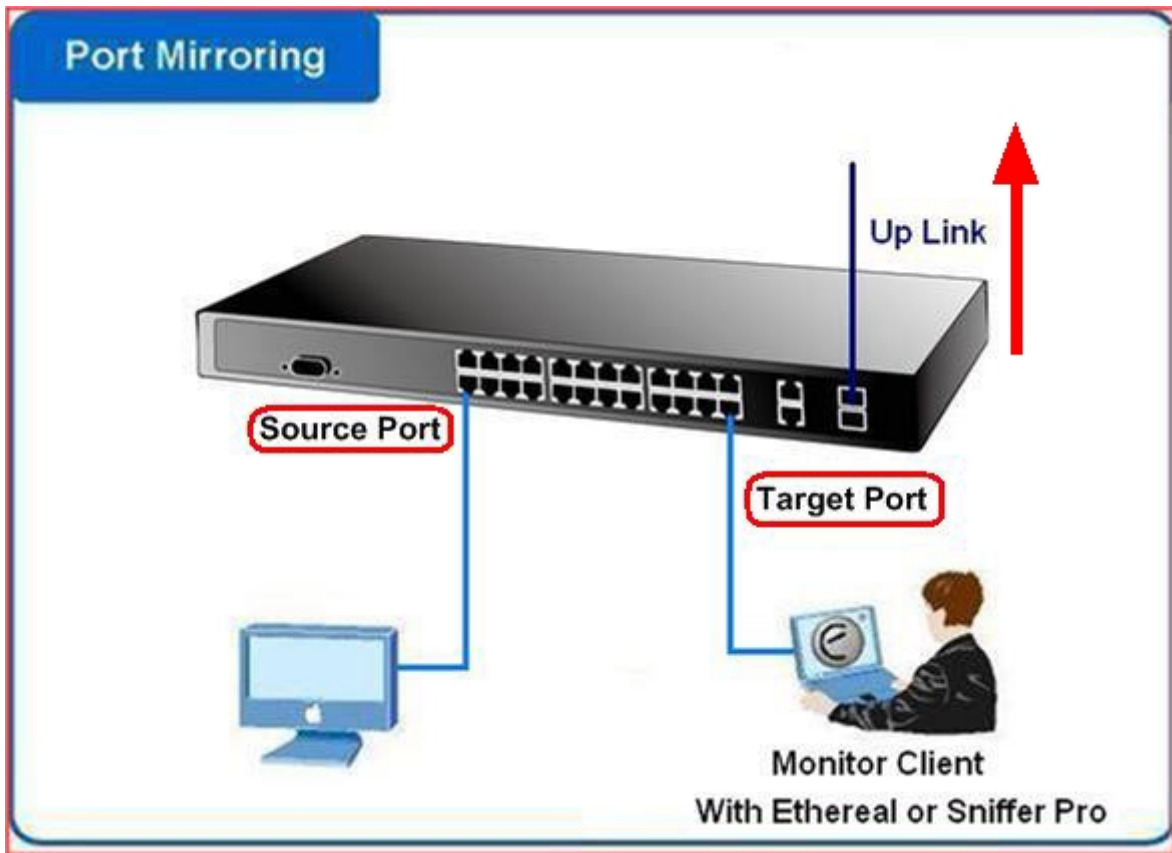 Port Mirroring
Up Link
Source Port
Target Port
Monitor Client
With Ethereal or Sniffer Pro